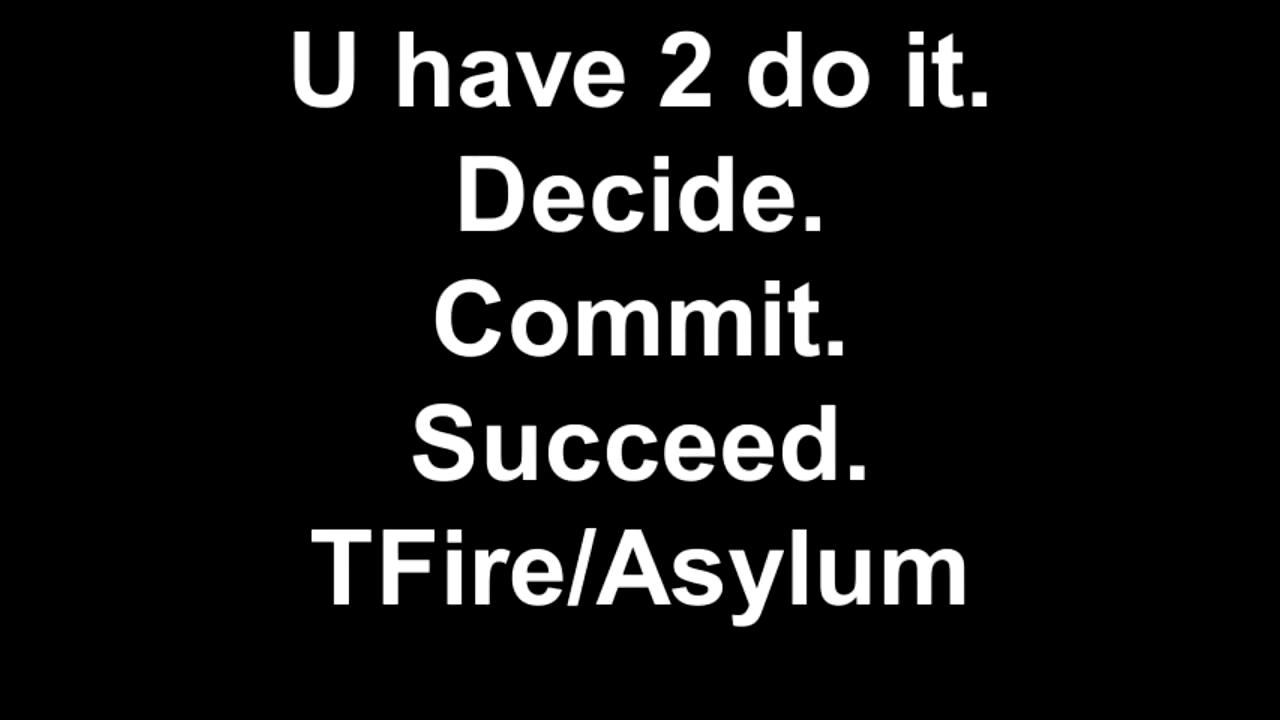 U have 2 do it.
Decide.
Commit.
Succeed.
TFire/Asylum